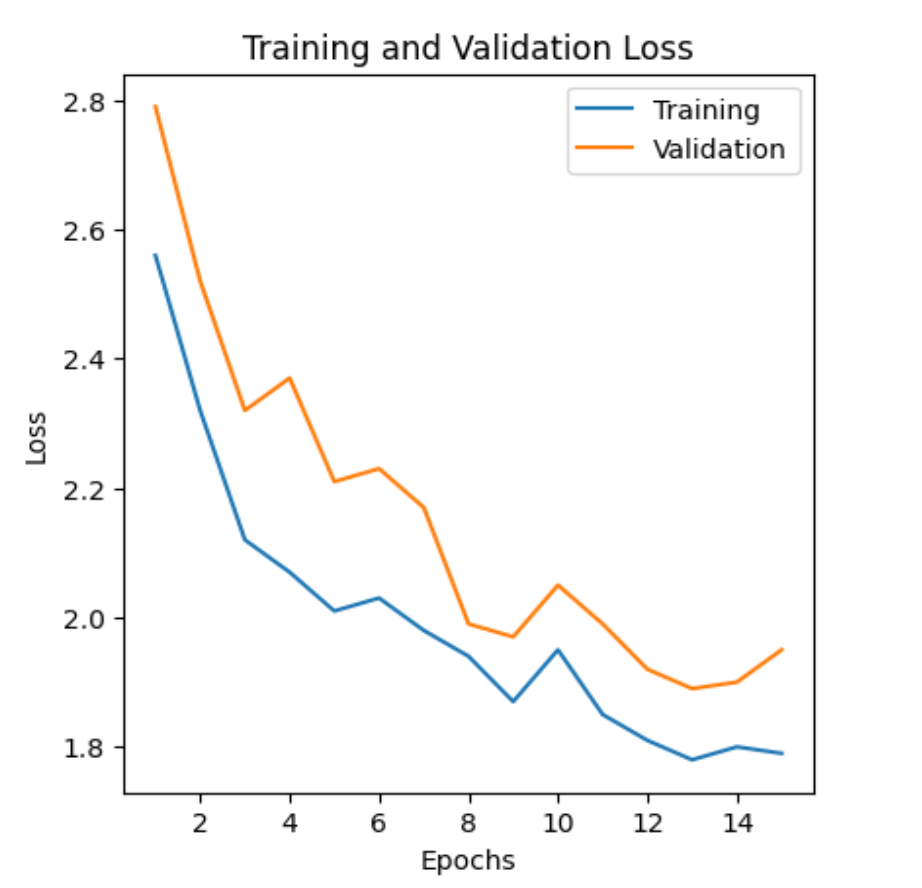 Training and Validation Loss
Training
Validation
2.8
2.6
2.4
2.2
2.0
1.8
Loss
2 4 6 8 10 12 14
Epochs